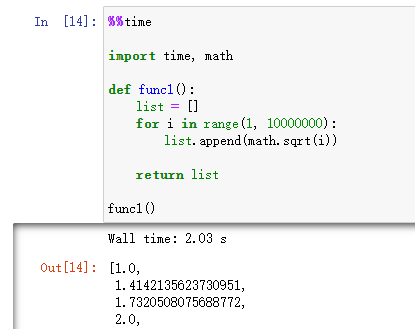 In [14]: %%time
import time, math
def func1():
    list = []
    for i in range(1, 10000000):
        list.append(math.sqrt(i))
    return list
func1()
Wall time: 2.03 s
Out[14]: [1.0,
1.4142135623730951,
1.7320508075688772,
2.0,